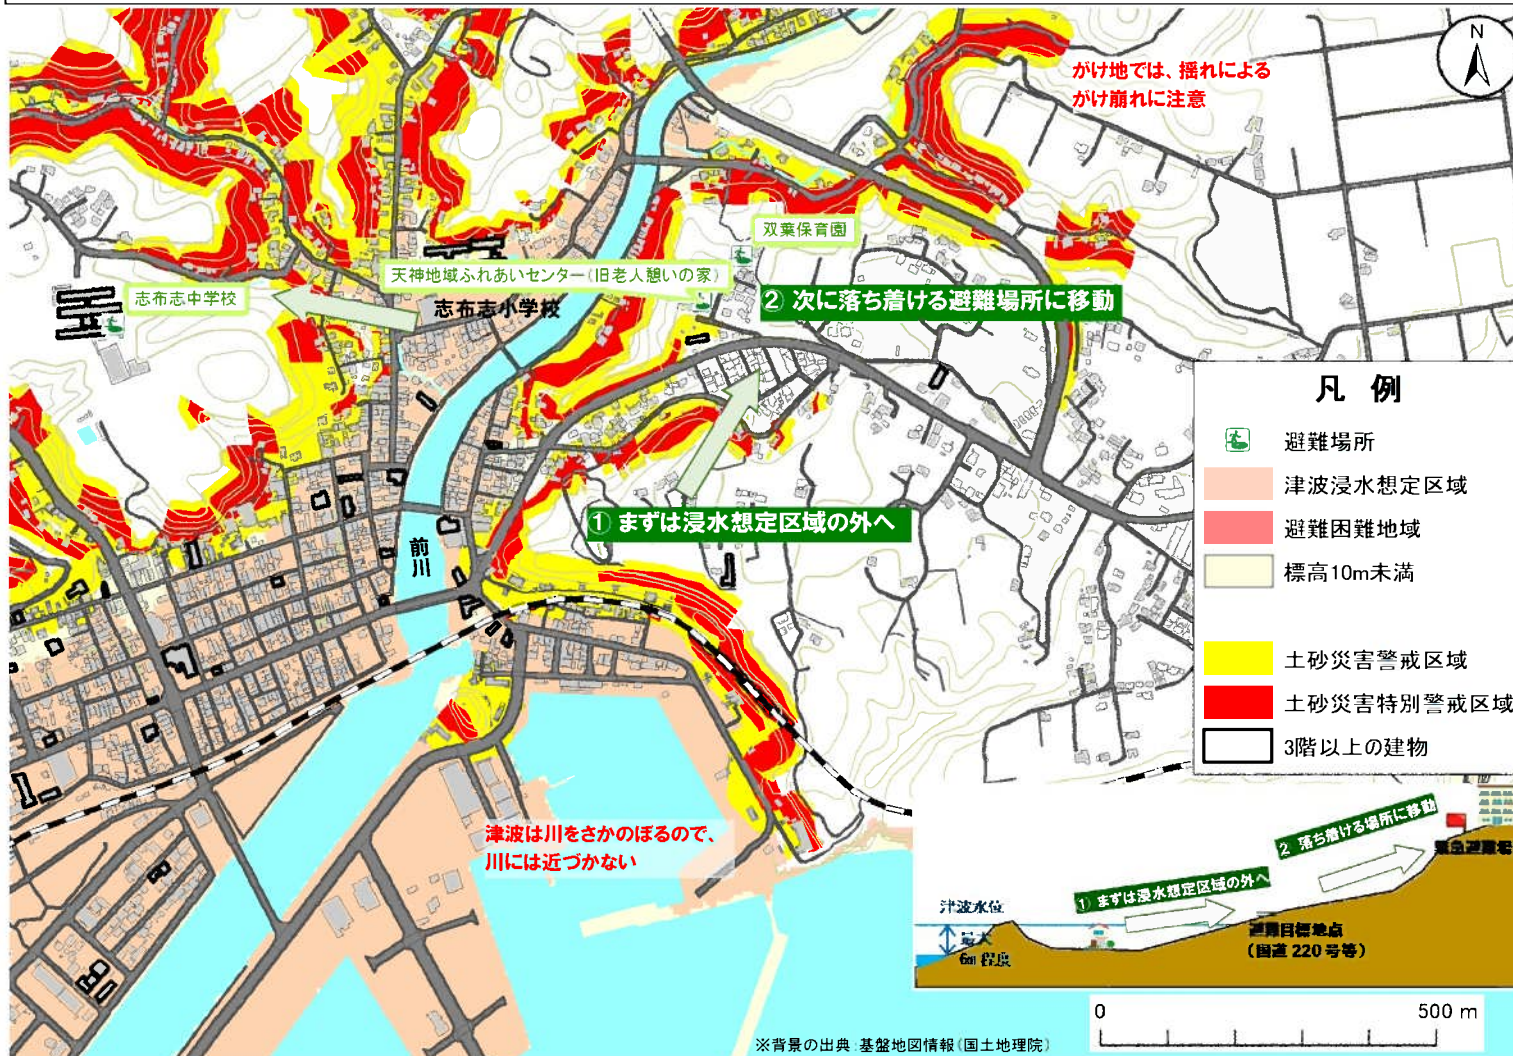 N
がけ地では、揺れによる
がけ崩れに注意
双葉保育園
天神地域ふれあいセンター(旧老人憩いの家)
志布志中学校
志布志小学校
② 次に落ち着ける避難場所に移動
① まずは浸水想定区域の外へ
前川
凡 例
避難場所
津波浸水想定区域
避難困難地域
標高10m未満
土砂災害警戒区域
土砂災害特別警戒区域
3階以上の建物
津波は川をさかのぼるので、
川には近づかない
2 落ち着ける場所に移動
緊急避難場
① まずは浸水想定区域の外へ
津波水位
最大
6m 程度
避難目標地点
(国道 220 号等)
0 500 m
※背景の出典:基盤地図情報(国土地理院)